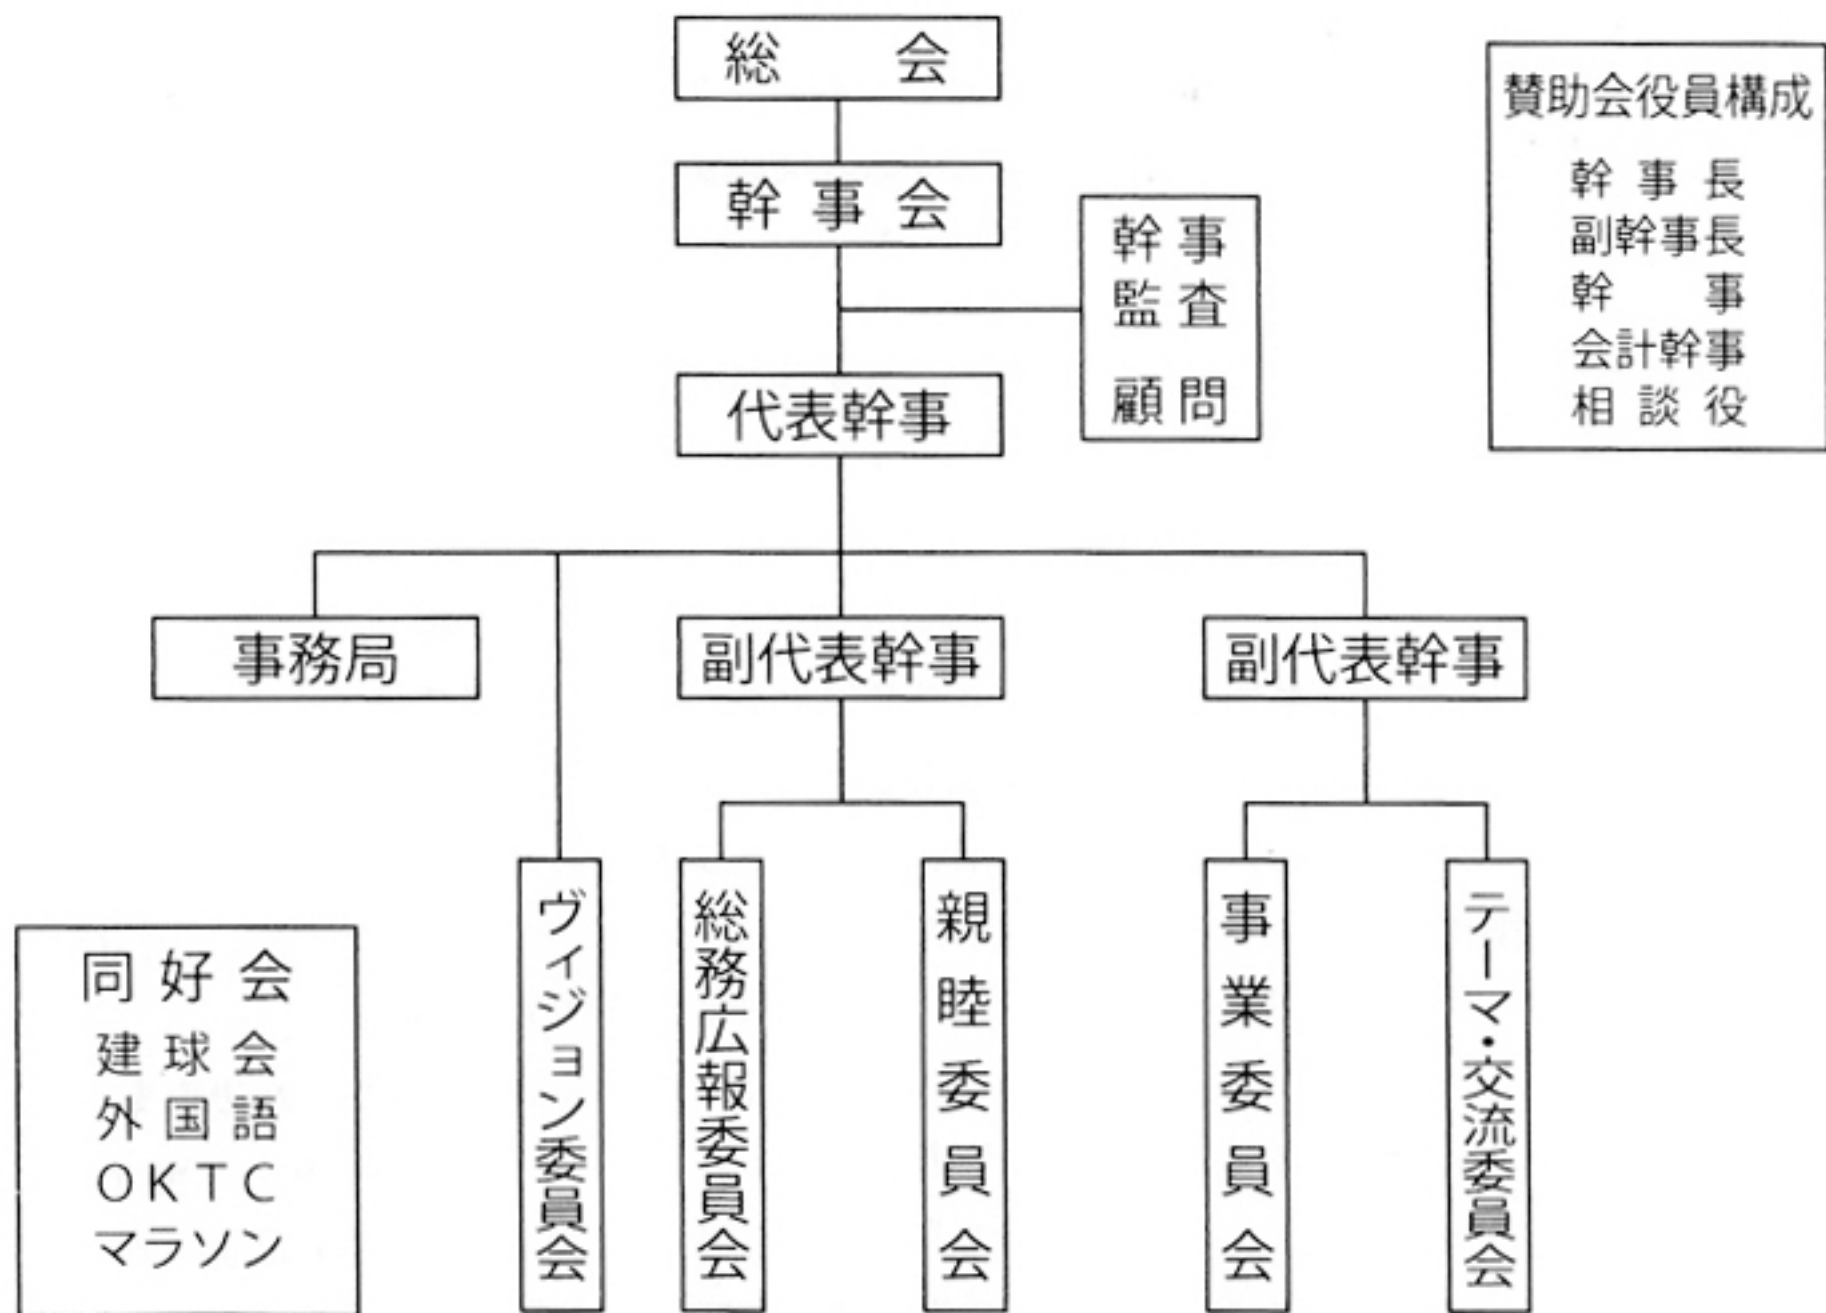 総会
幹事会
幹事
監査
顧問
代表幹事
賛助会役員構成
幹事長
副幹事長
幹事
会計幹事
相談役
事務局
副代表幹事
副代表幹事
ヴィジョン委員会
総務広報委員会
親睦委員会
事業委員会
テーマ・交流委員会
同好会
建球会
外国語
OKTC
マラソン